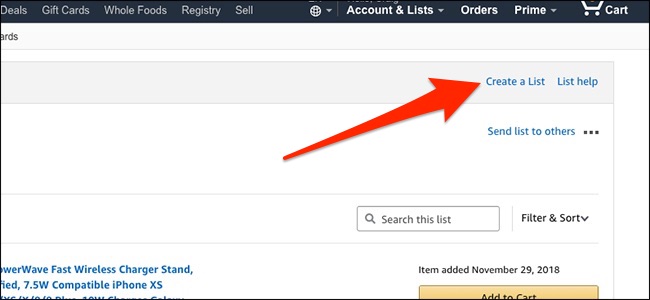 Deals Gift Cards Whole Foods Registry Sell Account & Lists Orders Prime Cart
ards
Create a List List help
Send list to others
Search this list Filter & Sort
owerWave Fast Wireless Charger Stand, Item added November 29, 2018
fied, 7.5W Compatible iPhone XS
Add to Cart